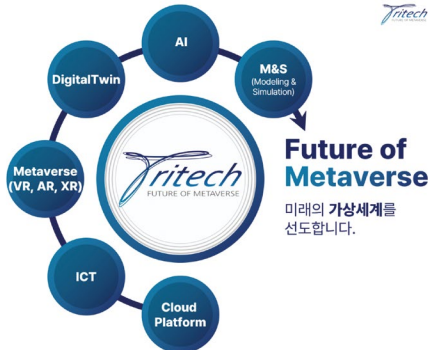 Tritech
FUTURE OF METAVERSE
AI
DigitalTwin
M&S
(Modeling &
Simulation)
Metaverse
(VR, AR, XR)
Tritech
FUTURE OF METAVERSE
Future of
Metaverse
미래의 가상세계를
선도합니다.
ICT
Cloud
Platform